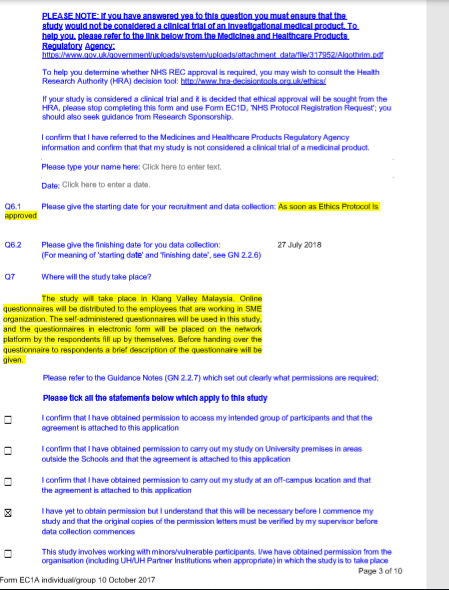 PLEASE NOTE: If you have answered yes to this question you must ensure that the
study would not be considered a clinical trial of an investigational medical product. To
help you, please refer to the link below from the Medicines and Healthcare Products
Regulatory Agency:
https://www.gov.uk/government/uploads/system/uploads/attachment_data/file/317952/Algothrim.pdf
To help you determine whether NHS REC approval is required, you may wish to consult the Health
Research Authority (HRA) decision tool: http://www.hra-decisiontools.org.uk/ethics/
If your study is considered a clinical trial and it is decided that ethical approval will be sought from the
HRA, please stop completing this form and use Form EC1D, 'NHS Protocol Registration Request'; you
should also seek guidance from Research Sponsorship.
I confirm that I have referred to the Medicines and Healthcare Products Regulatory Agency
information and confirm that that my study is not considered a clinical trial of a medicinal product.
Please type your name here: Click here to enter text.
Date: Click here to enter a date.
Q6.1 Please give the starting date for your recruitment and data collection: As soon as Ethics Protocol is
approved
Q6.2 Please give the finishing date for you data collection: 27 July 2018
(For meaning of 'starting date' and 'finishing date', see GN 2.2.6)
Q7 Where will the study take place?
The study will take place in Klang Valley Malaysia. Online
questionnaires will be distributed to the employees that are working in SME
organization. The self-administered questionnaires will be used in this study,
and the questionnaires in electronic form will be placed on the network
platform by the respondents fill up by themselves. Before handing over the
questionnaire to respondents a brief description of the questionnaire will be
given.
Please refer to the Guidance Notes (GN 2.2.7) which set out clearly what permissions are required;
Please tick all the statements below which apply to this study
☐ I confirm that I have obtained permission to access my intended group of participants and that the
agreement is attached to this application
☐ I confirm that I have obtained permission to carry out my study on University premises in areas
outside the Schools and that the agreement is attached to this application
☐ I confirm that I have obtained permission to carry out my study at an off-campus location and that
the agreement is attached to this application
☒ I have yet to obtain permission but I understand that this will be necessary before I commence my
study and that the original copies of the permission letters must be verified by my supervisor before
data collection commences
☐ This study involves working with minors/vulnerable participants. I/we have obtained permission from the
organisation (including UH/UH Partner Institutions when appropriate) in which the study is to take place
Page 3 of 10
Form EC1A individual/group 10 October 2017